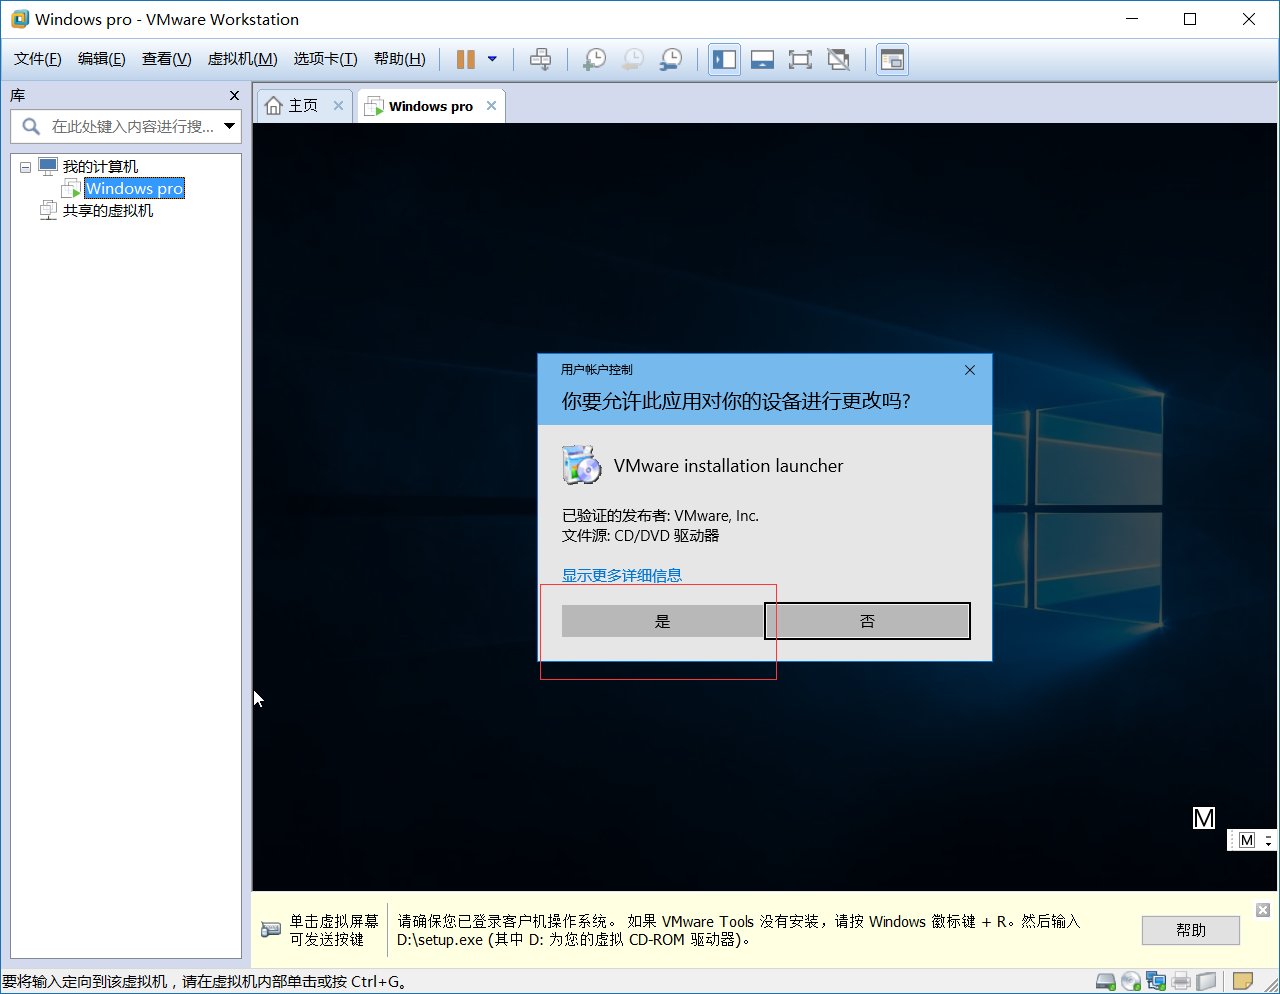 Windows pro - VMware Workstation
文件(F) 编辑(E) 查看(V) 虚拟机(M) 选项卡(T) 帮助(H)
库
在此处键入内容进行搜...
我的计算机
Windows pro
共享的虚拟机
主页
Windows pro
用户帐户控制
你要允许此应用对你的设备进行更改吗?
VMware installation launcher
已验证的发布者: VMware, Inc.
文件源: CD/DVD 驱动器
显示更多详细信息
是
否
M
M
单击虚拟屏幕
可发送按键
请确保您已登录客户机操作系统。 如果 VMware Tools 没有安装，请按 Windows 徽标键 + R。然后输入
D:\setup.exe (其中 D: 为您的虚拟 CD-ROM 驱动器)。
帮助
要将输入定向到该虚拟机，请在虚拟机内部单击或按 Ctrl+G。